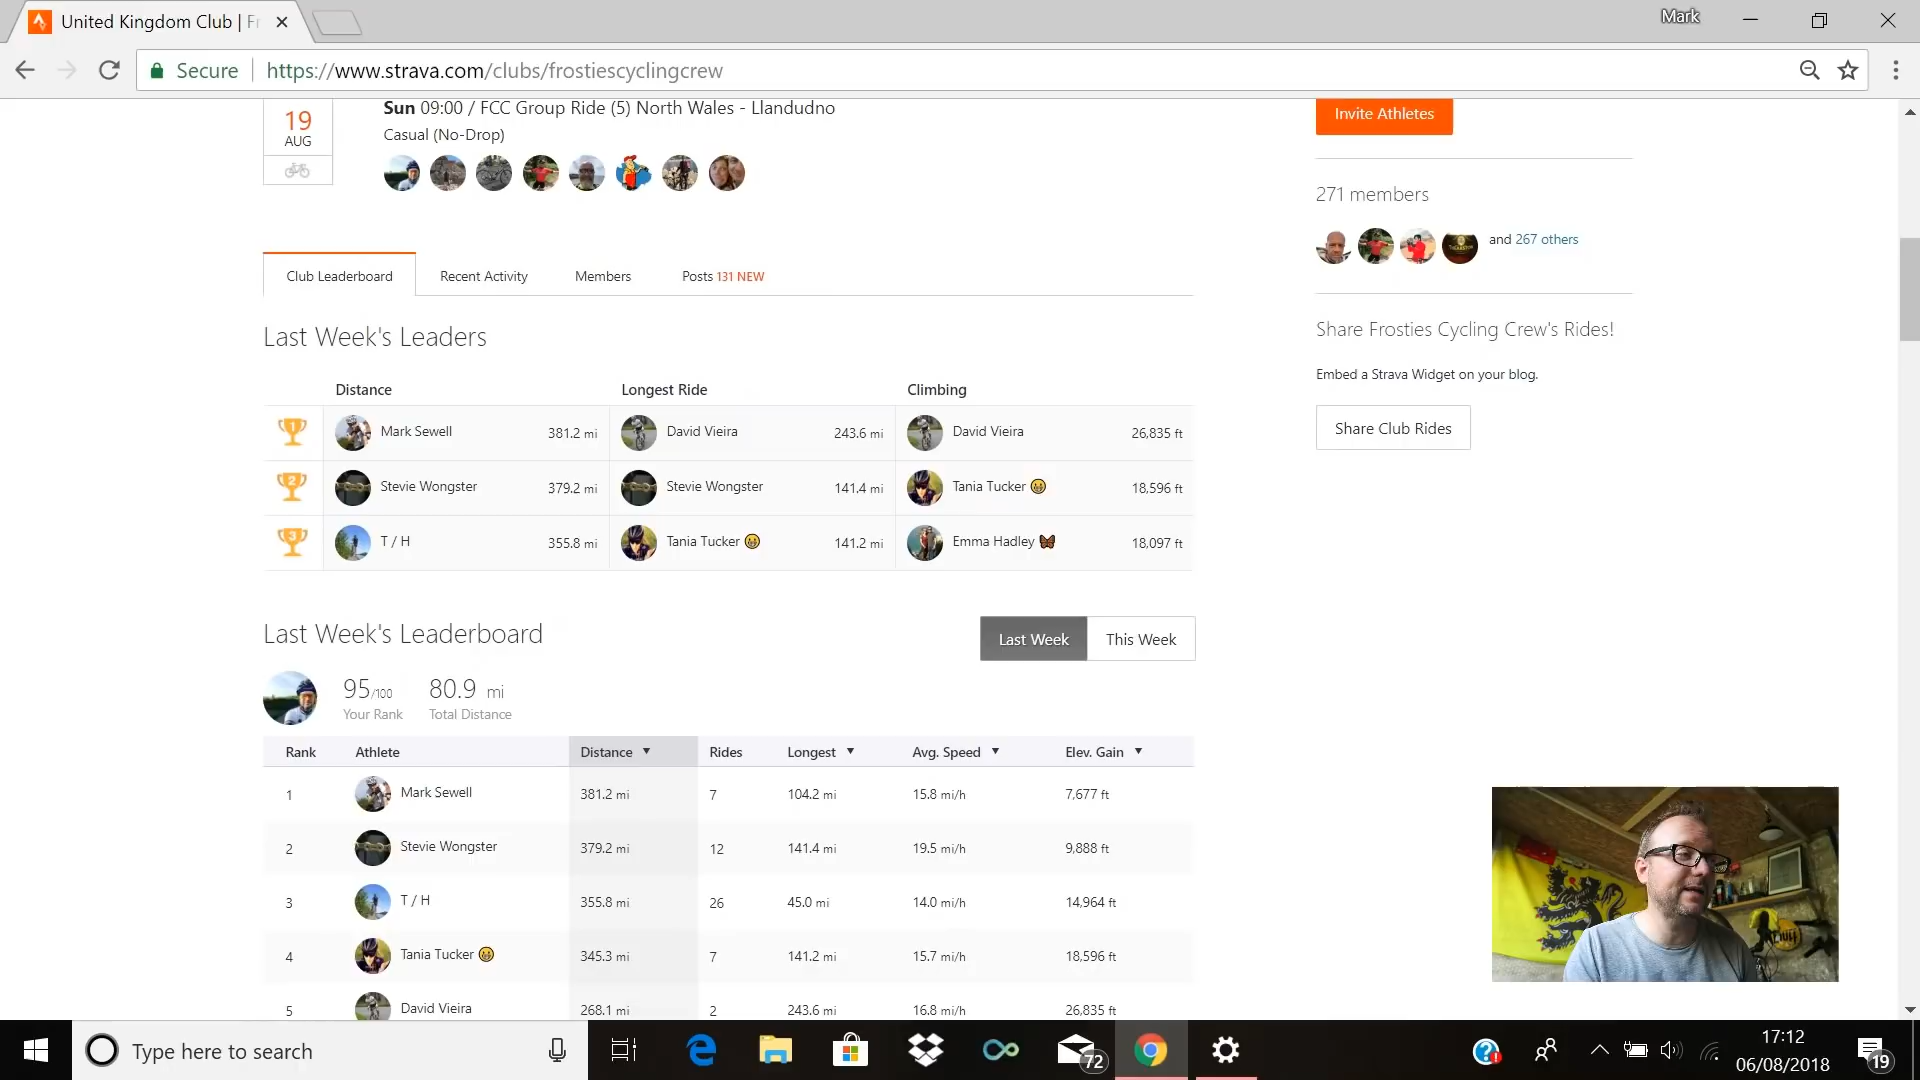 United Kingdom Club | Fr
Mark
Secure
https://www.strava.com/clubs/frostiescyclingcrew
19
AUG
Sun 09:00 / FCC Group Ride (5) North Wales - Llandudno
Casual (No-Drop)
Invite Athletes
271 members
and 267 others
Share Frosties Cycling Crew's Rides!
Embed a Strava Widget on your blog.
Share Club Rides
Club Leaderboard
Recent Activity
Members
Posts 131 NEW
Last Week's Leaders
Distance Longest Ride Climbing
1 Mark Sewell 381.2 mi David Vieira 243.6 mi David Vieira 26,835 ft
2 Stevie Wongster 379.2 mi Stevie Wongster 141.4 mi Tania Tucker 18,596 ft
3 T / H 355.8 mi Tania Tucker 141.2 mi Emma Hadley 18,097 ft
Last Week's Leaderboard
Last Week This Week
95/100 80.9 mi
Your Rank Total Distance
Rank Athlete Distance Rides Longest Avg. Speed Elev. Gain
1 Mark Sewell 381.2 mi 7 104.2 mi 15.8 mi/h 7,677 ft
2 Stevie Wongster 379.2 mi 12 141.4 mi 19.5 mi/h 9,888 ft
3 T / H 355.8 mi 26 45.0 mi 14.0 mi/h 14,964 ft
4 Tania Tucker 345.3 mi 7 141.2 mi 15.7 mi/h 18,596 ft
5 David Vieira 268.1 mi 2 243.6 mi 16.8 mi/h 26,835 ft
Type here to search
72
17:12
06/08/2018
19